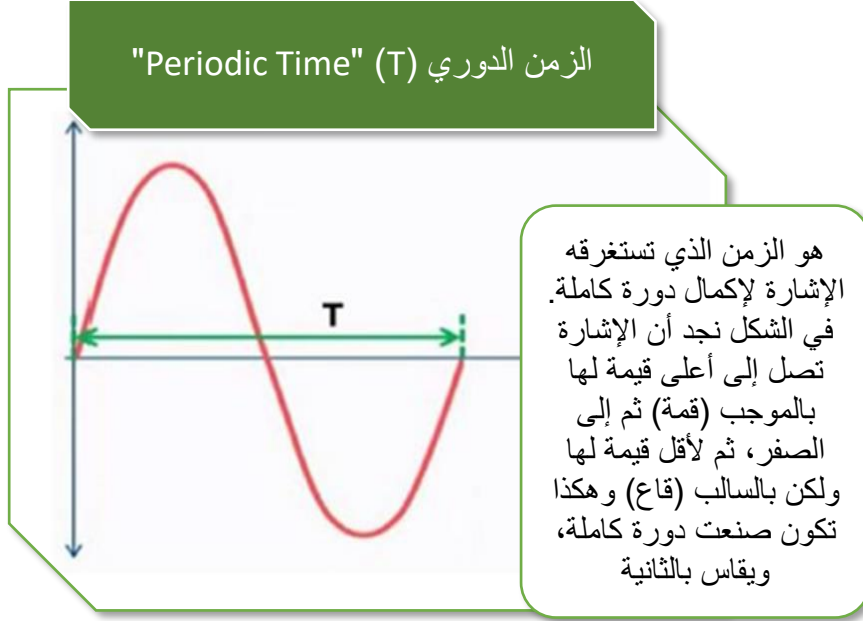 الزمن الدوري (T) "Periodic Time"
T
هو الزمن الذي تستغرقه
الإشارة لإكمال دورة كاملة.
في الشكل نجد أن الإشارة
تصل إلى أعلى قيمة لها
بالموجب (قمة) ثم إلى
الصفر، ثم لأقل قيمة لها
ولكن بالسالب (قاع) وهكذا
تكون صنعت دورة كاملة،
ويقاس بالثانية